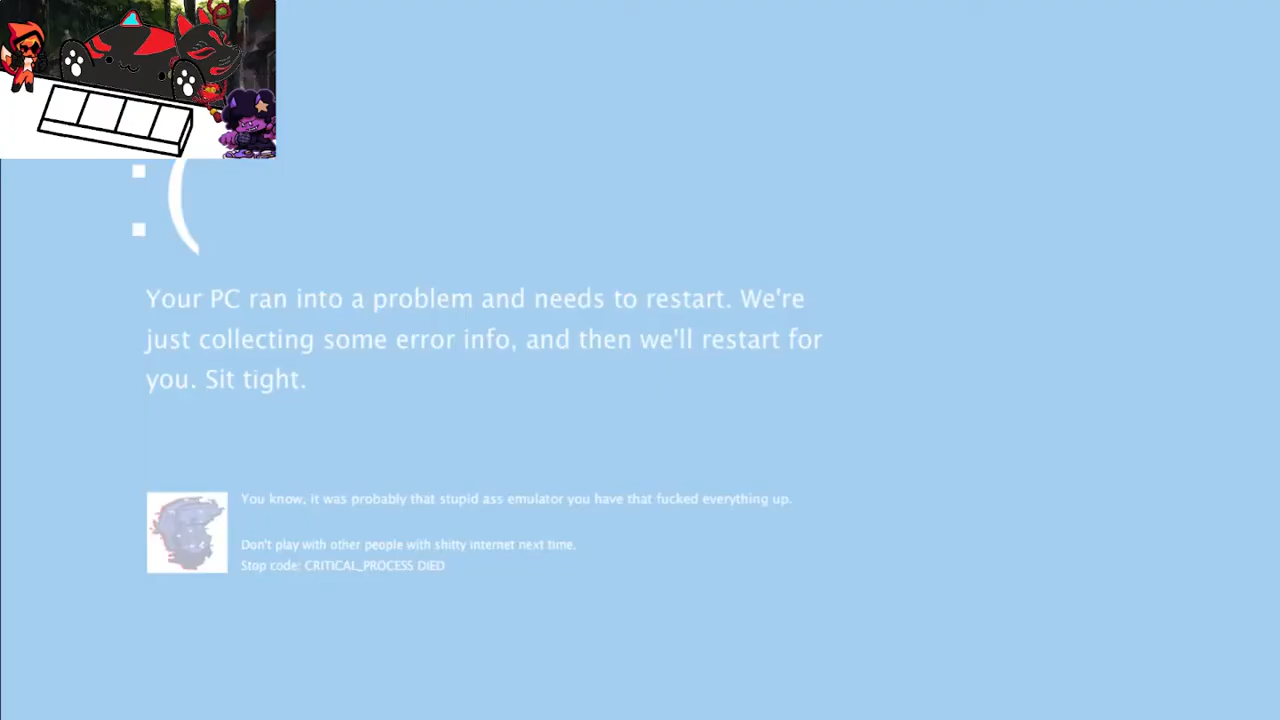 :(
Your PC ran into a problem and needs to restart. We're
just collecting some error info, and then we'll restart for
you. Sit tight.
You know, it was probably that stupid ass emulator you have that fucked everything up.
Don't play with other people with shitty internet next time.
Stop code: CRITICAL_PROCESS DIED